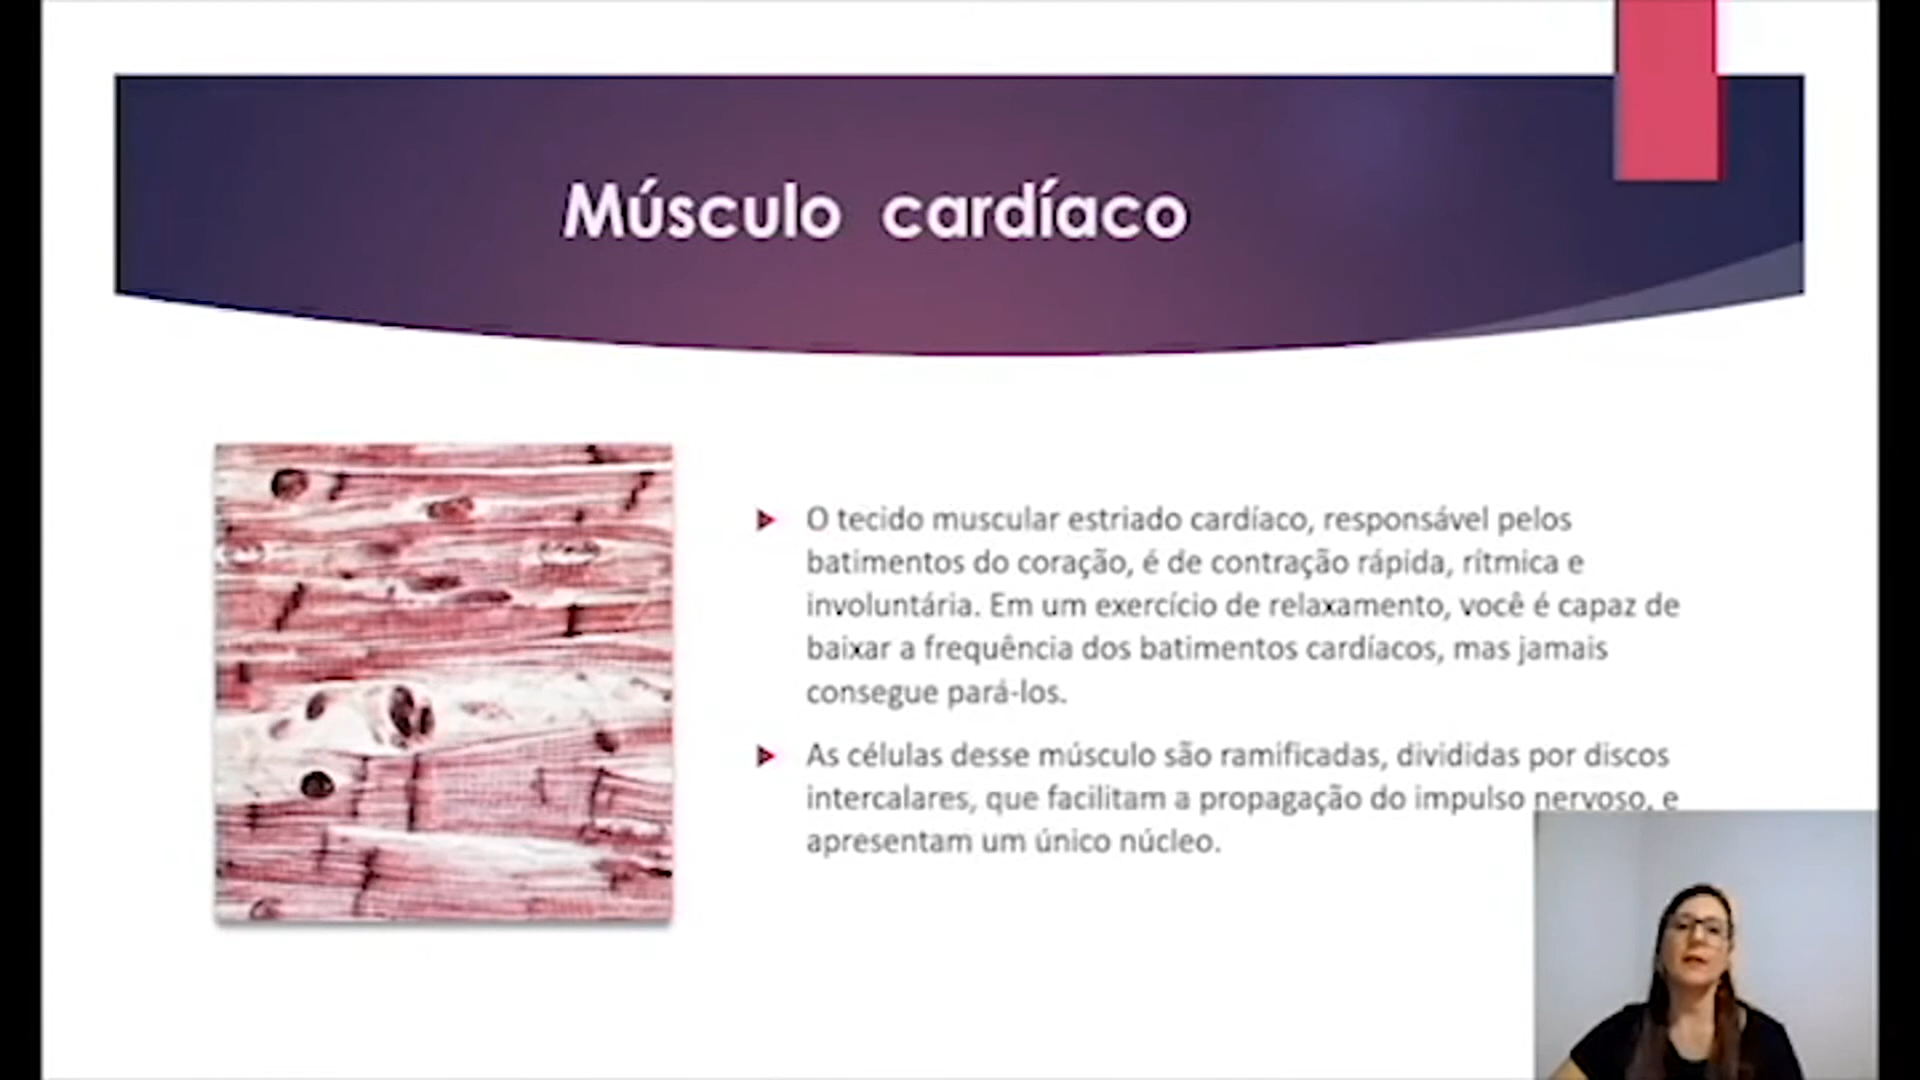 Músculo cardíaco
O tecido muscular estriado cardíaco, responsável pelos
batimentos do coração, é de contração rápida, rítmica e
involuntária. Em um exercício de relaxamento, você é capaz de
baixar a frequência dos batimentos cardíacos, mas jamais
consegue pará-los.
As células desse músculo são ramificadas, divididas por discos
intercalares, que facilitam a propagação do impulso nervoso, e
apresentam um único núcleo.